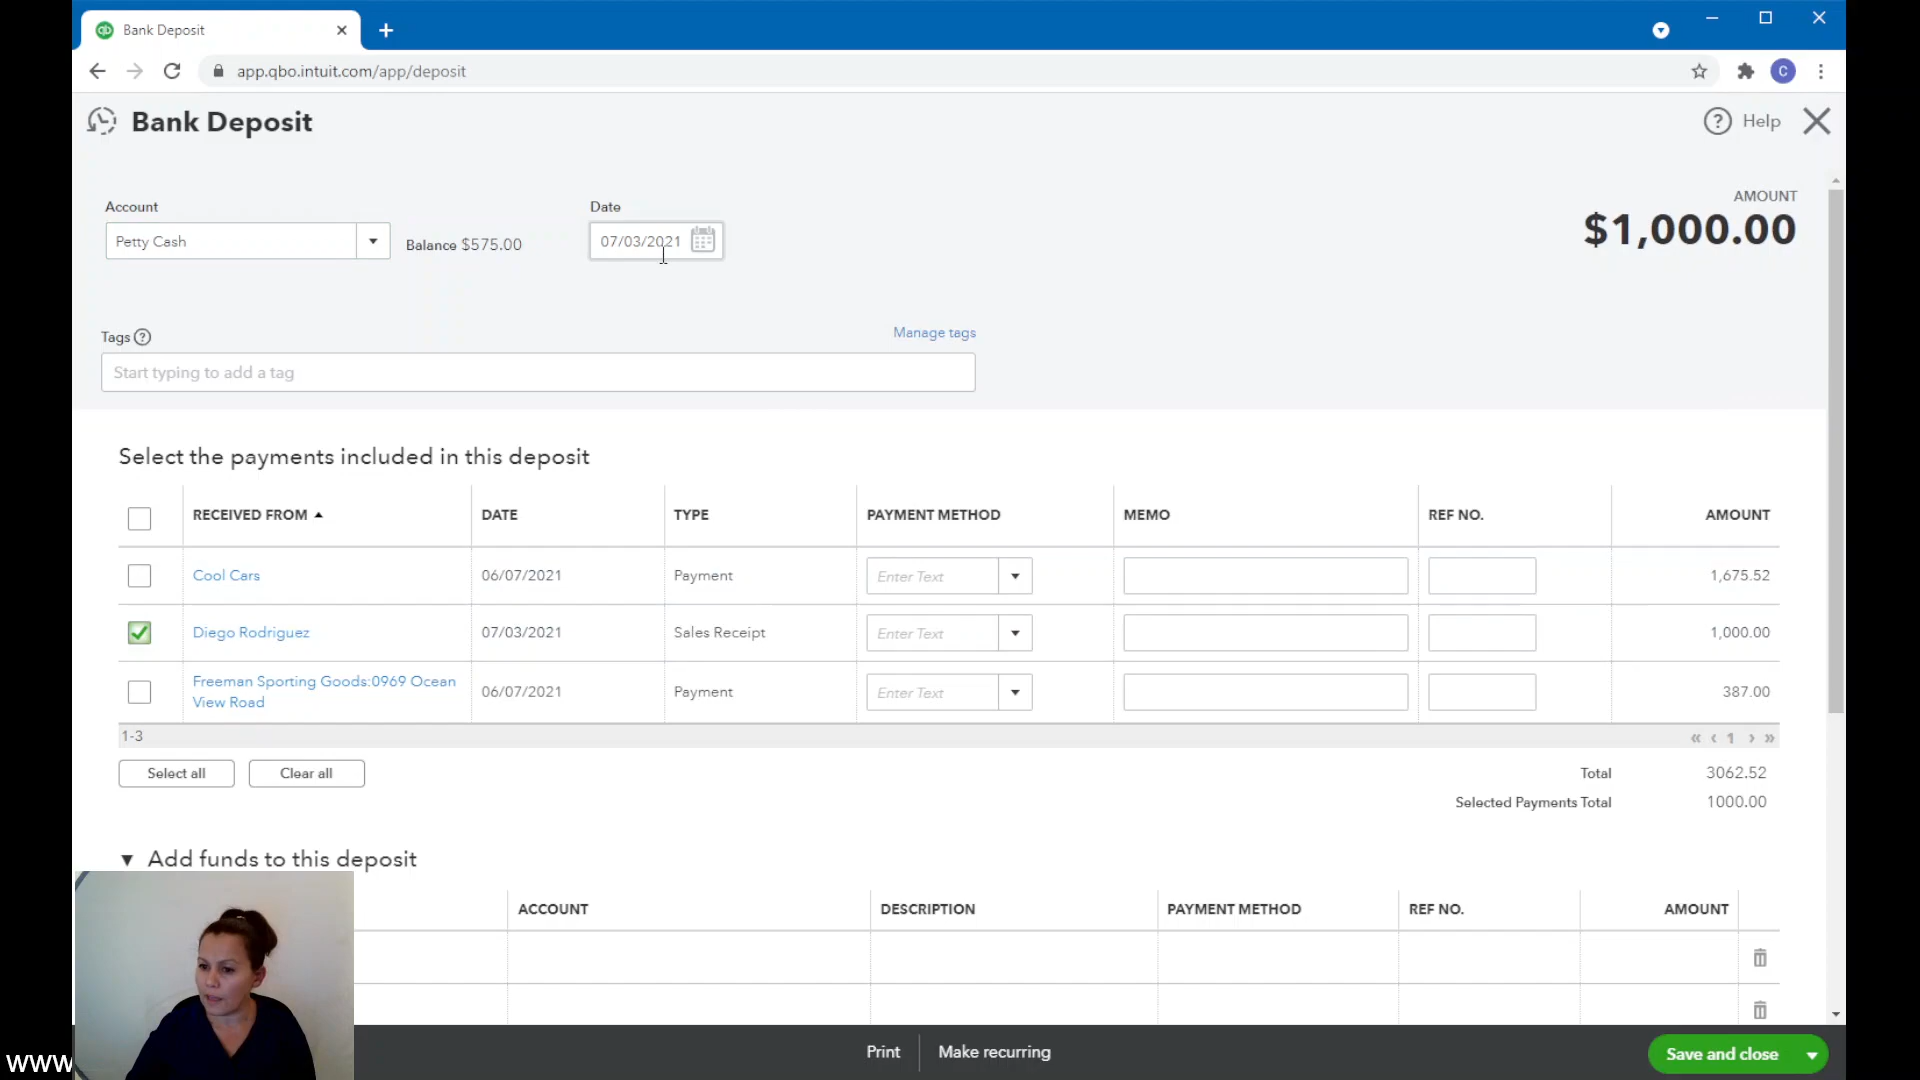 Bank Deposit
app.qbo.intuit.com/app/deposit
C
Bank Deposit
? Help
Account
Date
AMOUNT
Petty Cash
Balance $575.00
07/03/2021
$1,000.00
Tags ?
Manage tags
Start typing to add a tag
Select the payments included in this deposit
RECEIVED FROM DATE TYPE PAYMENT METHOD MEMO REF NO. AMOUNT
Cool Cars 06/07/2021 Payment Enter Text 1,675.52
Diego Rodriguez 07/03/2021 Sales Receipt Enter Text 1,000.00
Freeman Sporting Goods:0969 Ocean
View Road
06/07/2021 Payment Enter Text 387.00
1-3
« ‹ 1 › »
Select all Clear all
Total 3062.52
Selected Payments Total 1000.00
Add funds to this deposit
ACCOUNT DESCRIPTION PAYMENT METHOD REF NO. AMOUNT
Print Make recurring
Save and close
www